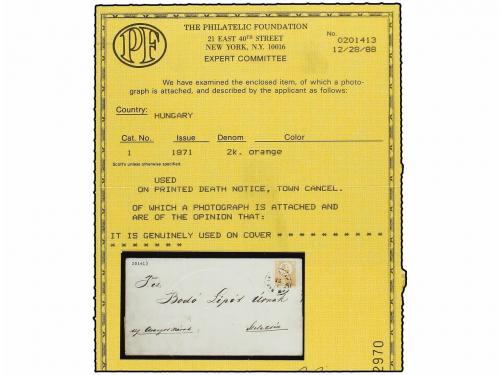 PF
THE PHILATELIC FOUNDATION
21 EAST 40TH STREET
NEW YORK, N.Y. 10016
EXPERT COMMITTEE
No. 0201413
12/28/88
We have examined the enclosed item, of which a photo-
graph is attached, and described by the applicant as follows:
Country: HUNGARY
Cat. No. Issue Denom Color
1 1871 2k. orange
Scott's unless otherwise specified.
USED
ON PRINTED DEATH NOTICE, TOWN CANCEL.
OF WHICH A PHOTOGRAPH IS ATTACHED AND
ARE OF THE OPINION THAT:
IT IS GENUINELY USED ON COVER * * * * * * * * * *
* * * * * * *
201413
Bodó Lipót Urnak
2970